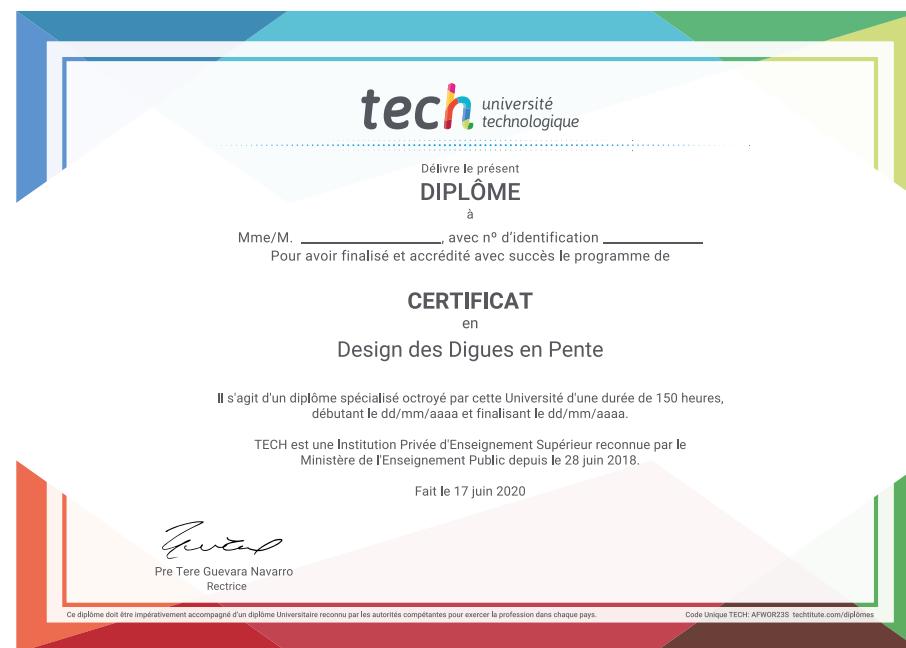 tech université
technologique
Délivre le présent
DIPLÔME
à
Mme/M. ____________________, avec nº d'identification ______________
Pour avoir finalisé et accrédité avec succès le programme de
CERTIFICAT
en
Design des Digues en Pente
Il s'agit d'un diplôme spécialisé octroyé par cette Université d'une durée de 150 heures,
débutant le dd/mm/aaaa et finalisant le dd/mm/aaaa.
TECH est une Institution Privée d'Enseignement Supérieur reconnue par le
Ministère de l'Enseignement Public depuis le 28 juin 2018.
Fait le 17 juin 2020
Pre Tere Guevara Navarro
Rectrice
Ce diplôme doit être impérativement accompagné d'un diplôme Universitaire reconnu par les autorités compétantes pour exercer la profession dans chaque pays. Code Unique TECH: AFWOR23S techtitute.com/diplômes